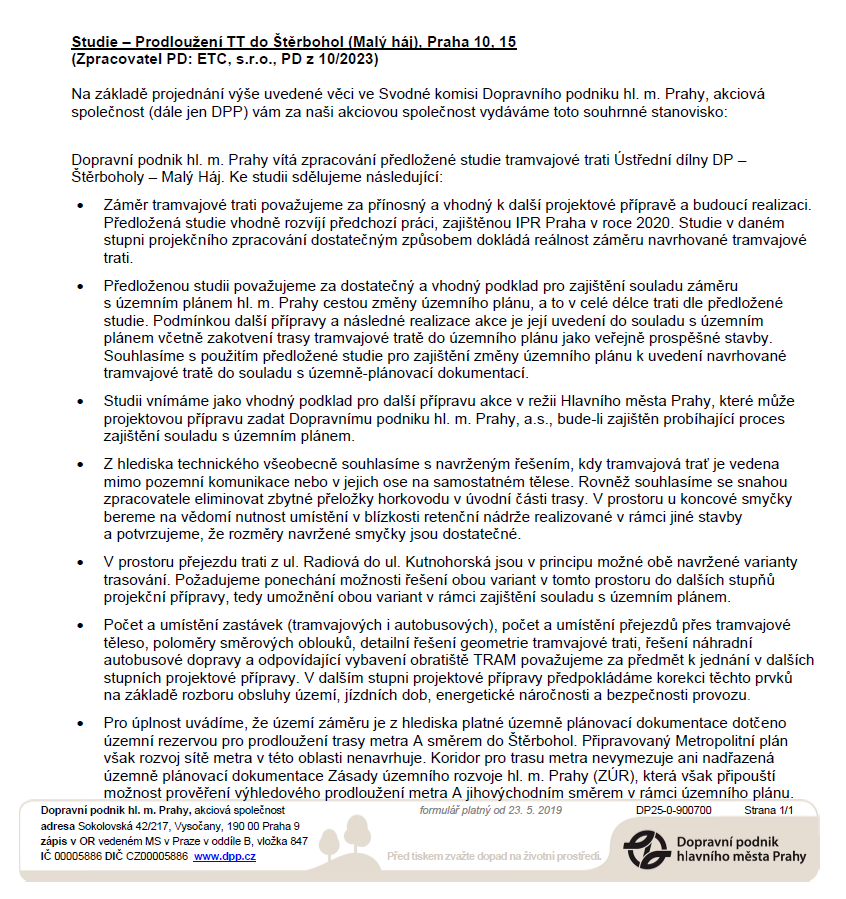 Studie – Prodloužení TT do Štěrbohol (Malý háj), Praha 10, 15
(Zpracovatel PD: ETC, s.r.o., PD z 10/2023)
Na základě projednání výše uvedené věci ve Svodné komisi Dopravního podniku hl. m. Prahy, akciová
společnost (dále jen DPP) vám za naši akciovou společnost vydáváme toto souhrnné stanovisko:
Dopravní podnik hl. m. Prahy vítá zpracování předložené studie tramvajové trati Ústřední dílny DP –
Štěrboholy – Malý Háj. Ke studii sdělujeme následující:
• Záměr tramvajové trati považujeme za přínosný a vhodný k další projektové přípravě a budoucí realizaci.
Předložená studie vhodně rozvíjí předchozí práci, zajištěnou IPR Praha v roce 2020. Studie v daném
stupni projekčního zpracování dostatečným způsobem dokládá reálnost záměru navrhované tramvajové
trati.
• Předloženou studii považujeme za dostatečný a vhodný podklad pro zajištění souladu záměru
s územním plánem hl. m. Prahy cestou změny územního plánu, a to v celé délce trati dle předložené
studie. Podmínkou další přípravy a následné realizace akce je její uvedení do souladu s územním
plánem včetně zakotvení trasy tramvajové tratě do územního plánu jako veřejně prospěšné stavby.
Souhlasíme s použitím předložené studie pro zajištění změny územního plánu k uvedení navrhované
tramvajové tratě do souladu s územně-plánovací dokumentací.
• Studii vnímáme jako vhodný podklad pro další přípravu akce v režii Hlavního města Prahy, které může
projektovou přípravu zadat Dopravnímu podniku hl. m. Prahy, a.s., bude-li zajištěn probíhající proces
zajištění souladu s územním plánem.
• Z hlediska technického všeobecně souhlasíme s navrženým řešením, kdy tramvajová trať je vedena
mimo pozemní komunikace nebo v jejich ose na samostatném tělese. Rovněž souhlasíme se snahou
zpracovatele eliminovat zbytné přeložky horkovodu v úvodní části trasy. V prostoru u koncové smyčky
bereme na vědomí nutnost umístění v blízkosti retenční nádrže realizované v rámci jiné stavby
a potvrzujeme, že rozměry navržené smyčky jsou dostatečné.
• V prostoru přejezdu trati z ul. Radiová do ul. Kutnohorská jsou v principu možné obě navržené varianty
trasování. Požadujeme ponechání možnosti řešení obou variant v tomto prostoru do dalších stupňů
projekční přípravy, tedy umožnění obou variant v rámci zajištění souladu s územním plánem.
• Počet a umístění zastávek (tramvajových i autobusových), počet a umístění přejezdů přes tramvajové
těleso, poloměry směrových oblouků, detailní řešení geometrie tramvajové trati, řešení náhradní
autobusové dopravy a odpovídající vybavení obratiště TRAM považujeme za předmět k jednání v dalších
stupních projektové přípravy. V dalším stupni projektové přípravy předpokládáme korekci těchto prvků
na základě rozboru obsluhy území, jízdních dob, energetické náročnosti a bezpečnosti provozu.
• Pro úplnost uvádíme, že území záměru je z hlediska platné územně plánovací dokumentace dotčeno
územní rezervou pro prodloužení trasy metra A směrem do Štěrbohol. Připravovaný Metropolitní plán
však rozvoj sítě metra v této oblasti nenavrhuje. Koridor pro trasu metra nevymezuje ani nadřazená
územně plánovací dokumentace Zásady územního rozvoje hl. m. Prahy (ZÚR), která však připouští
možnost prověření výhledového prodloužení metra A jihovýchodním směrem v rámci územního plánu.
Dopravní podnik hl. m. Prahy, akciová společnost formulář platný od 23. 5. 2019 DP25-0-900700 Strana 1/1
adresa Sokolovská 42/217, Vysočany, 190 00 Praha 9
zápis v OR vedeném MS v Praze v oddíle B, vložka 847
IČ 00005886 DIČ CZ00005886 www.dpp.cz
Před tiskem zvažte dopad na životní prostředí.
Dopravní podnik
hlavního města Prahy